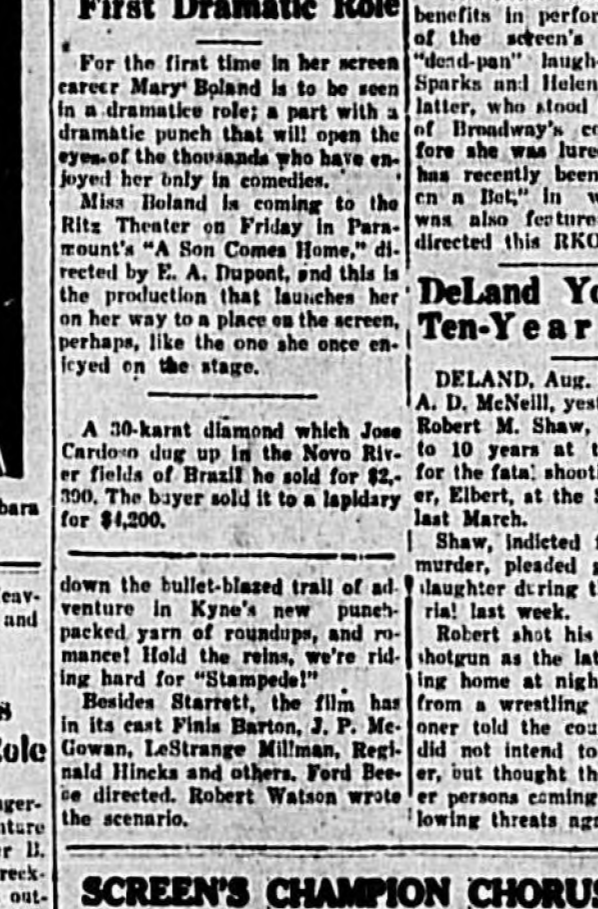 First Dramatic Role
For the first time in her screen
career Mary Boland is to be seen
in a dramatice role; a part with a
dramatic punch that will open the
eyes of the thousands who have en-
joyed her only in comedies.
Miss Boland is coming to the
Ritz Theater on Friday in Para-
mount's "A Son Comes Home," di-
rected by E. A. Dupont, and this is
the production that launches her
on her way to a place on the screen,
perhaps, like the one she once en-
joyed on the stage.
A 30-karat diamond which Jose
Cardoso dug up in the Novo Riv-
er fields of Brazil he sold for $2,-
300. The buyer sold it to a lapidary
for $4,200.
down the bullet-blazed trail of ad-
venture in Kyne's new punch-
packed yarn of roundups, and ro-
mance! Hold the reins, we're rid-
ing hard for "Stampede!"
Besides Starrett, the film has
in its cast Finis Barton, J. P. Mc-
Gowan, LeStrange Millman, Regi-
nald Hincks and others. Ford Bee-
be directed. Robert Watson wrote
the scenario.
benefits in perfor
of the screen's
"dead-pan" laugh-
Sparks and Helen
latter, who stood
of Broadway's co
fore she was lure
has recently been
on a Bet," in w
was also feature
directed this RKO
DeLand Yo
Ten-Year
DELAND, Aug.
A. D. McNeill, yest
Robert M. Shaw,
to 10 years at t
for the fatal shooti
er, Elbert, at the S
last March.
Shaw, indicted f
murder, pleaded g
slaughter during t
rial last week.
Robert shot his
shotgun as the lat
ing home at nigh
from a wrestling
oner told the cou
did not intend to
er, but thought th
er persons coming
lowing threats aga
bara
eav-
and
s
Role
ager-
nture
r B.
reck-
out-
SCREEN'S CHAMPION CHORUS